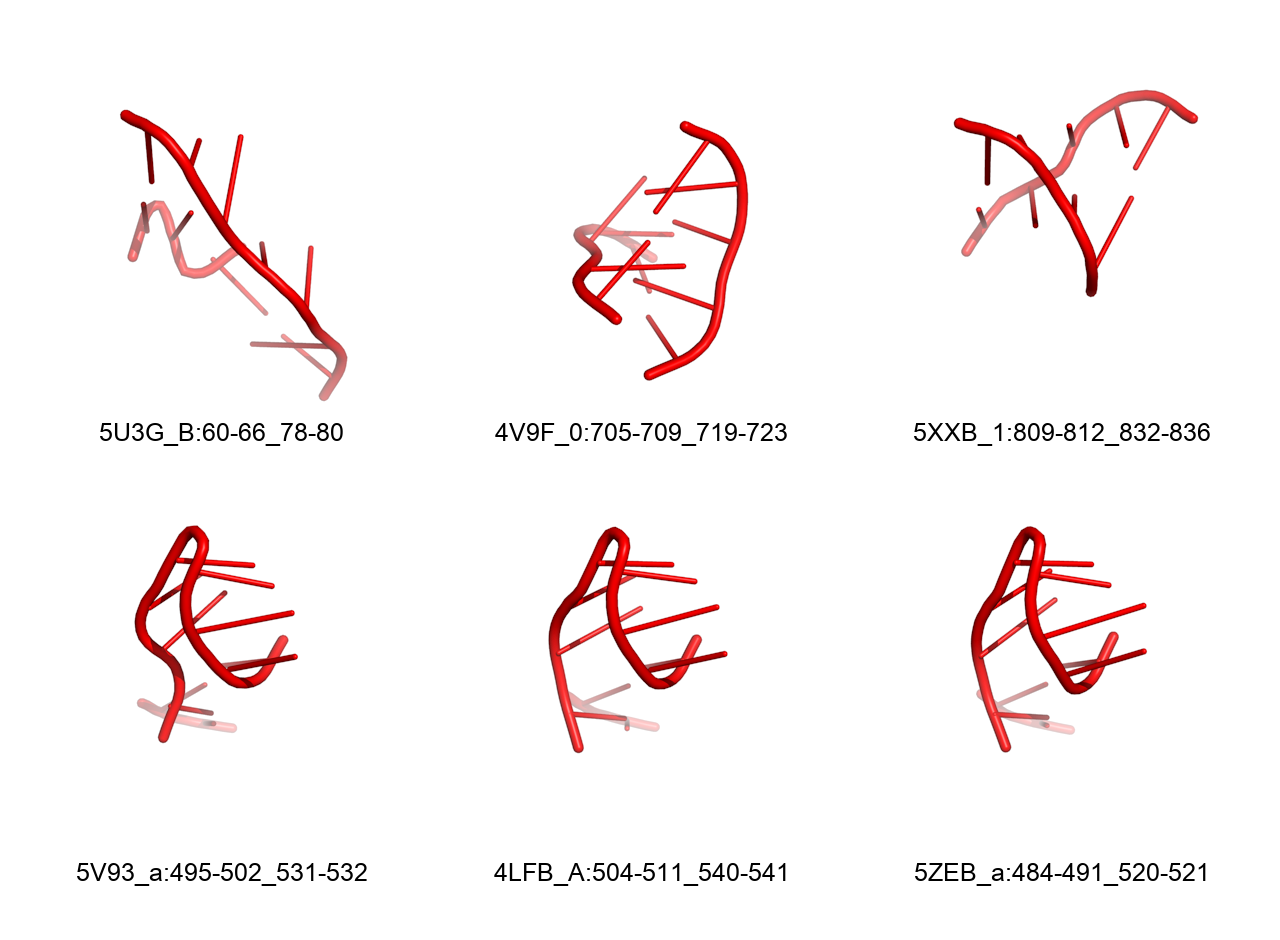 5U3G_B:60-66_78-80
4V9F_0:705-709_719-723
5XXB_1:809-812_832-836
5V93_a:495-502_531-532
4LFB_A:504-511_540-541
5ZEB_a:484-491_520-521